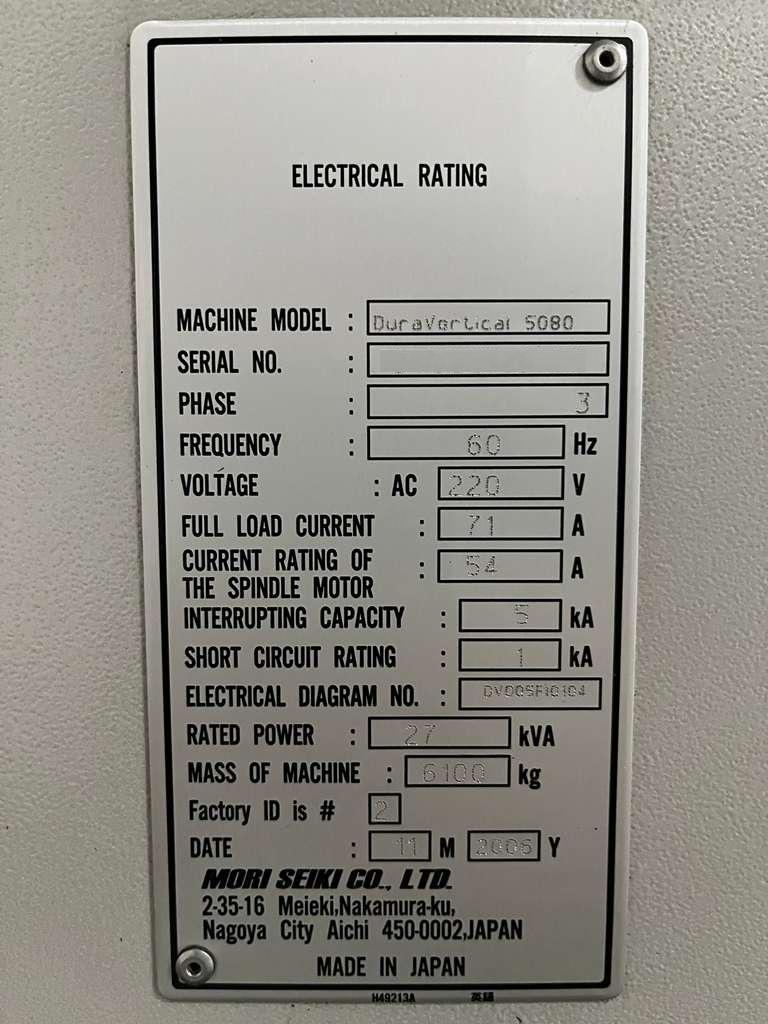 ELECTRICAL RATING
MACHINE MODEL : DuraVertical 5080
SERIAL NO. :
PHASE : 3
FREQUENCY : 60 Hz
VOLTAGE : AC 220 V
FULL LOAD CURRENT : 71 A
CURRENT RATING OF
THE SPINDLE MOTOR : 54 A
INTERRUPTING CAPACITY : 5 kA
SHORT CIRCUIT RATING : 1 kA
ELECTRICAL DIAGRAM NO. :
RATED POWER : 27 kVA
MASS OF MACHINE : 6100 kg
Factory ID is # 2
DATE : 11 M 2006 Y
MORI SEIKI CO., LTD.
2-35-16 Meieki,Nakamura-ku,
Nagoya City Aichi 450-0002,JAPAN
MADE IN JAPAN
H49213A 英語